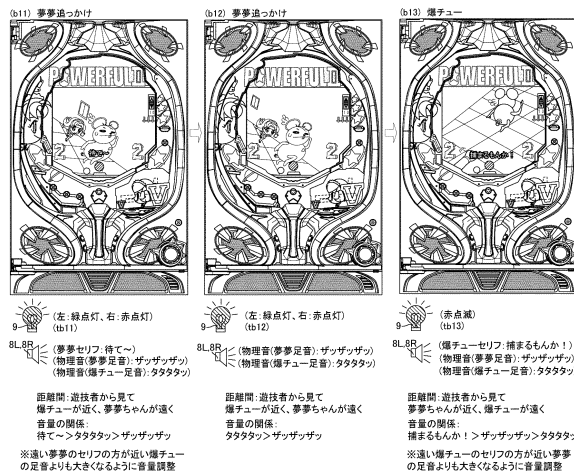 (b11) 夢夢追っかけ
(b12) 夢夢追っかけ
(b13) 爆チュー
POWERFUL
POWERFUL
POWERFUL
待て~
捕まるもんか!
2 2
2 2
2 2
V
V
V
9
(左:緑点灯、右:赤点灯)
(tb11)
8L,8R
(夢夢セリフ:待て~)
(物理音(夢夢足音):ザッザッザッ)
(物理音(爆チュー足音):タタタタッ)
距離間:遊技者から見て
爆チューが近く、夢夢ちゃんが遠く
音量の関係:
待て~>タタタタッ>ザッザッザッ
※遠い夢夢のセリフの方が近い爆チュー
の足音よりも大きくなるように音量調整
9
(左:緑点灯、右:赤点灯)
(tb12)
8L,8R
(物理音(夢夢足音):ザッザッザッ)
(物理音(爆チュー足音):タタタタッ)
距離間:遊技者から見て
爆チューが近く、夢夢ちゃんが遠く
音量の関係:
タタタタッ>ザッザッザッ
9
(赤点滅)
(tb13)
8L,8R
(爆チューセリフ:捕まるもんか!)
(物理音(夢夢足音):ザッザッザッ)
(物理音(爆チュー足音):タタタタッ
距離間:遊技者から見て
夢夢ちゃんが近く、爆チューが遠く
音量の関係:
捕まるもんか!>ザッザッザッ>タタタタッ
※遠い爆チューのセリフの方が近い夢夢
の足音よりも大きくなるように音量調整